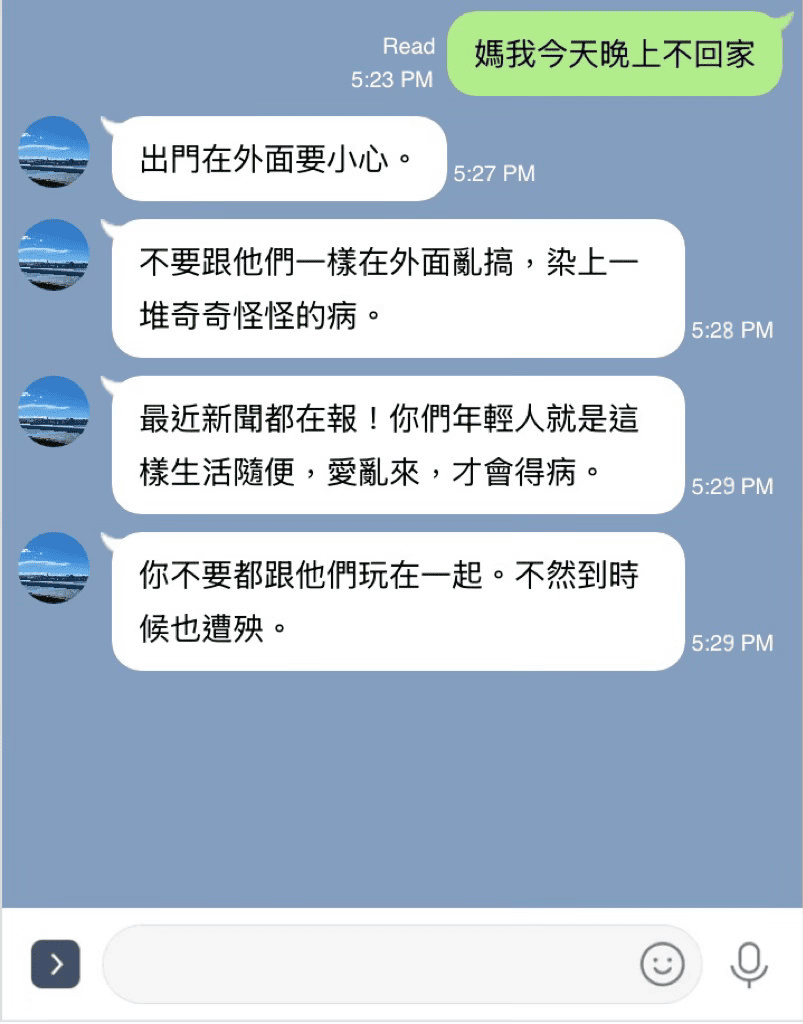 媽我今天晚上不回家
Read
5:23 PM
出門在外面要小心。
5:27 PM
不要跟他們一樣在外面亂搞，染上一
堆奇奇怪怪的病。
5:28 PM
最近新聞都在報！你們年輕人就是這
樣生活隨便，愛亂來，才會得病。
5:29 PM
你不要都跟他們玩在一起。不然到時
候也遭殃。
5:29 PM